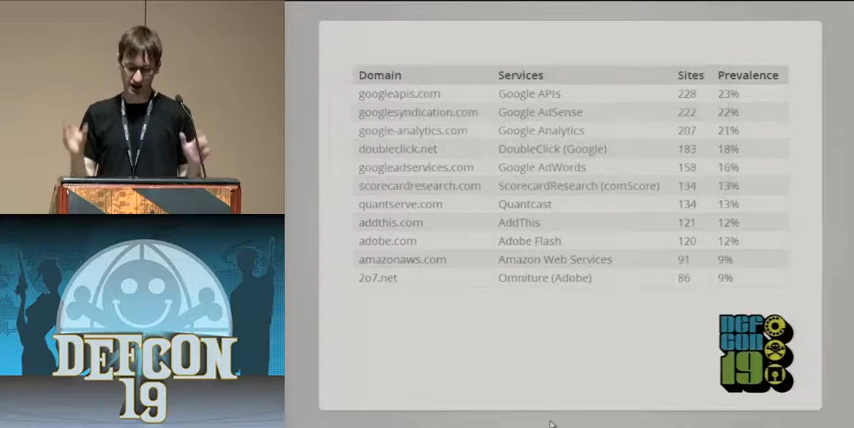 Domain Services Sites Prevalence
googleapis.com Google APIs 228 23%
googlesyndication.com Google AdSense 222 22%
google-analytics.com Google Analytics 207 21%
doubleclick.net DoubleClick (Google) 183 18%
googleadservices.com Google AdWords 158 16%
scorecardresearch.com ScorecardResearch (comScore) 134 13%
quantserve.com Quantcast 134 13%
addthis.com AddThis 121 12%
adobe.com Adobe Flash 120 12%
amazonaws.com Amazon Web Services 91 9%
2o7.net Omniture (Adobe) 86 9%
DEFCON
19
DEF
CON
19